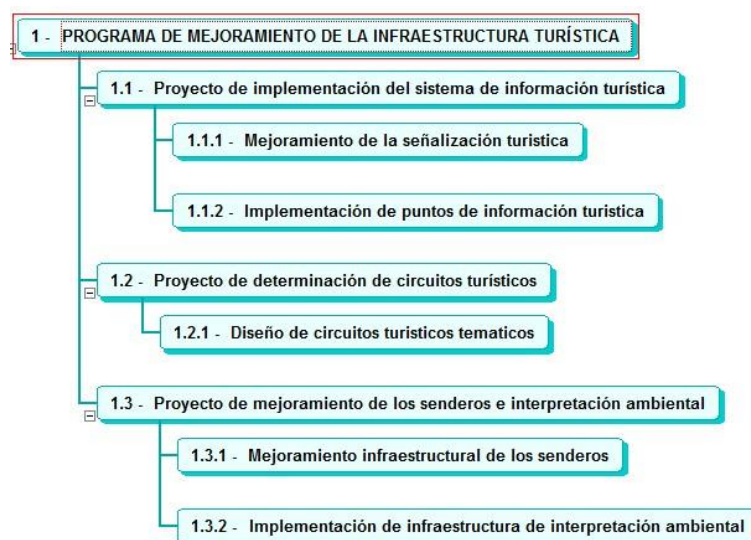 1 - PROGRAMA DE MEJORAMIENTO DE LA INFRAESTRUCTURA TURÍSTICA
1.1 - Proyecto de implementación del sistema de información turística
1.1.1 - Mejoramiento de la señalización turistica
1.1.2 - Implementación de puntos de información turistica
1.2 - Proyecto de determinación de circuitos turísticos
1.2.1 - Diseño de circuitos turisticos tematicos
1.3 - Proyecto de mejoramiento de los senderos e interpretación ambiental
1.3.1 - Mejoramiento infraestructural de los senderos
1.3.2 - Implementación de infraestructura de interpretación ambiental